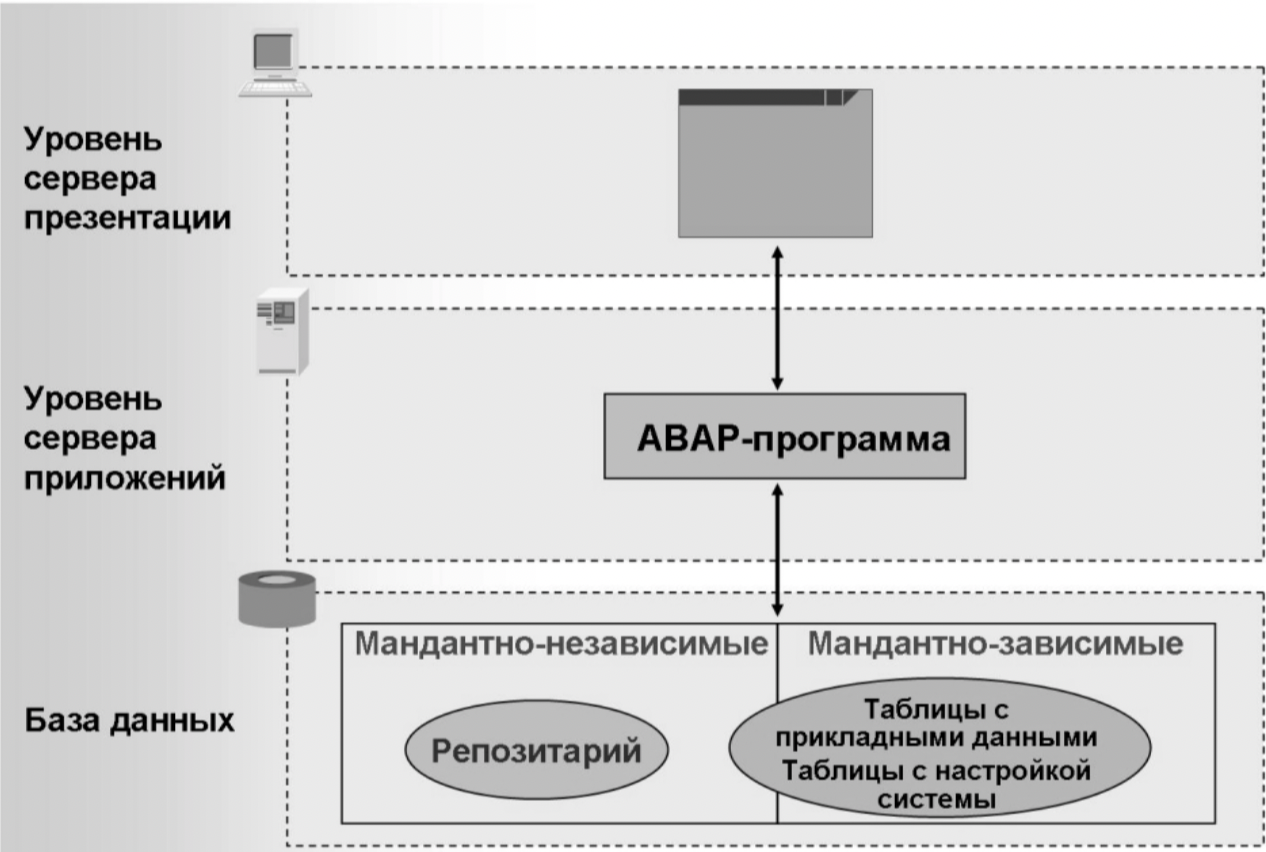 Уровень
сервера
презентации
Уровень
сервера
приложений
АВАР-программа
База данных
Мандантно-независимые
Мандантно-зависимые
Репозитарий
Таблицы с
прикладными данными
Таблицы с настройкой
системы